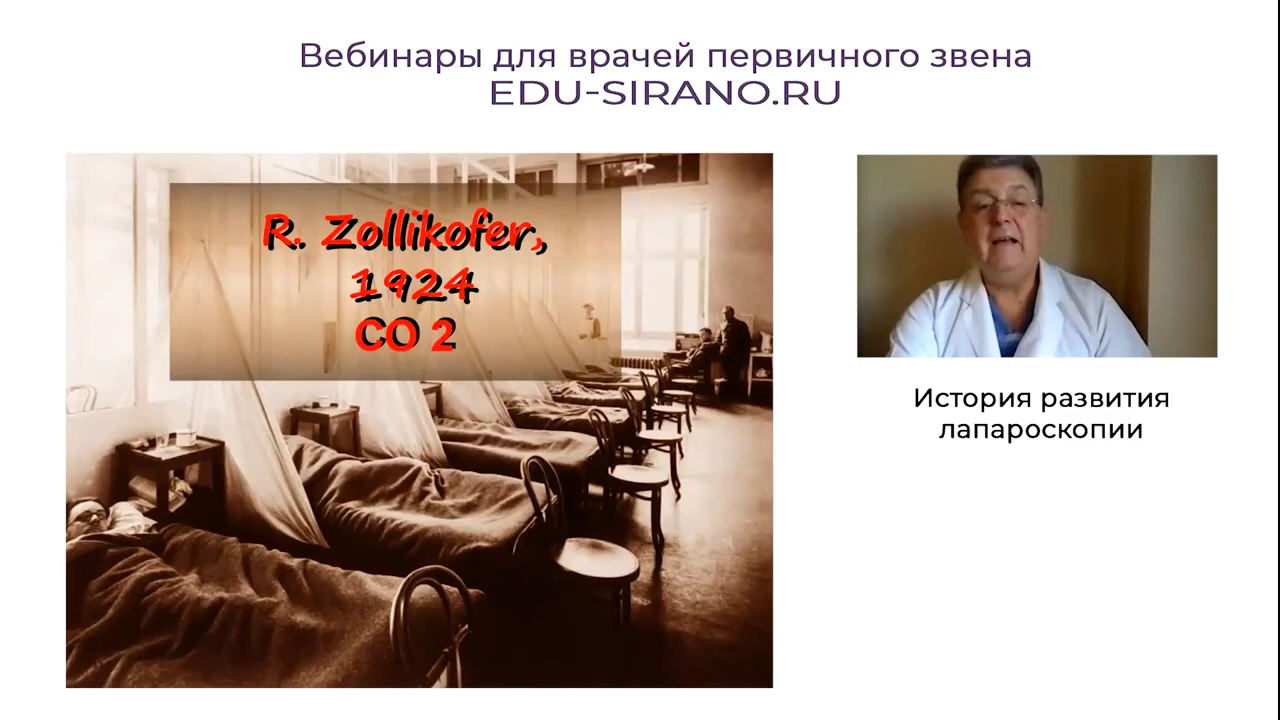 Вебинары для врачей первичного звена
EDU-SIRANO.RU
R. Zollikofer,
1924
CO 2
История развития
лапароскопии